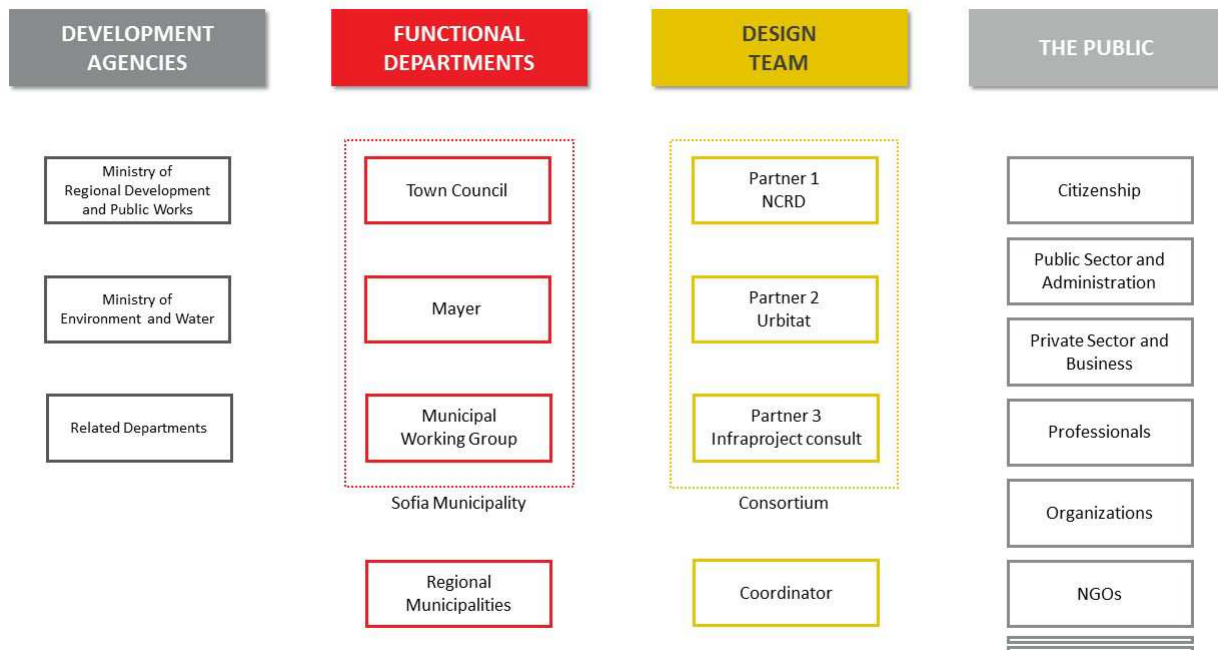 DEVELOPMENT
AGENCIES
Ministry of
Regional Development
and Public Works
Ministry of
Environment and Water
Related Departments
FUNCTIONAL
DEPARTMENTS
Town Council
Mayer
Municipal
Working Group
Sofia Municipality
Regional
Municipalities
DESIGN
TEAM
Partner 1
NCRD
Partner 2
Urbitat
Partner 3
Infraproject consult
Consortium
Coordinator
THE PUBLIC
Citizenship
Public Sector and
Administration
Private Sector and
Business
Professionals
Organizations
NGOs